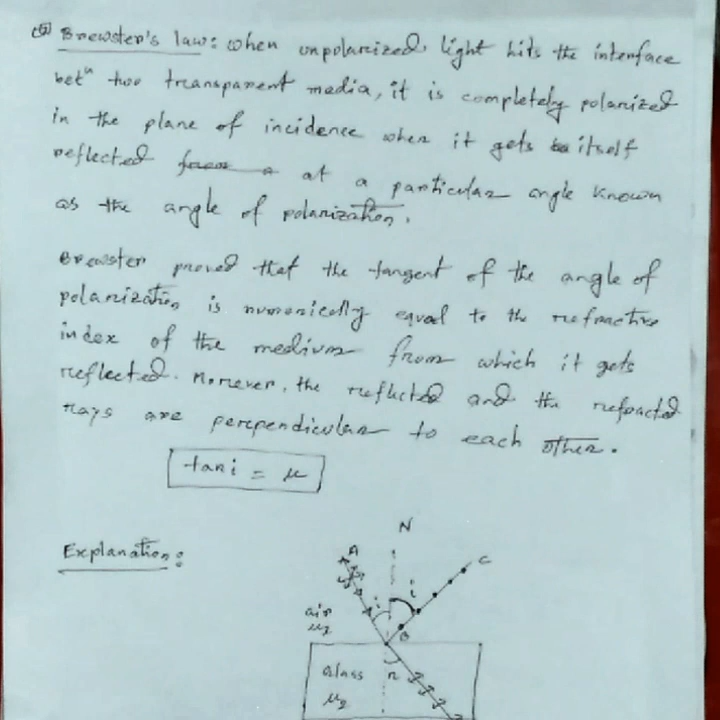 Brewster's law: when unpolarized light hits the interface
betⁿ two transparent media, it is completely polarized
in the plane of incidence when it gets itself
reflected from a at a particular angle known
as the angle of polarization.
Brewster proved that the tangent of the angle of
polarization is numerically equal to the refractive
index of the medium from which it gets
reflected. Moreover, the reflected and the refracted
rays are perpendicular to each other.
tan i = μ
Explanation:
N
A
C
i
i
air
B
Glass
r
μ₂